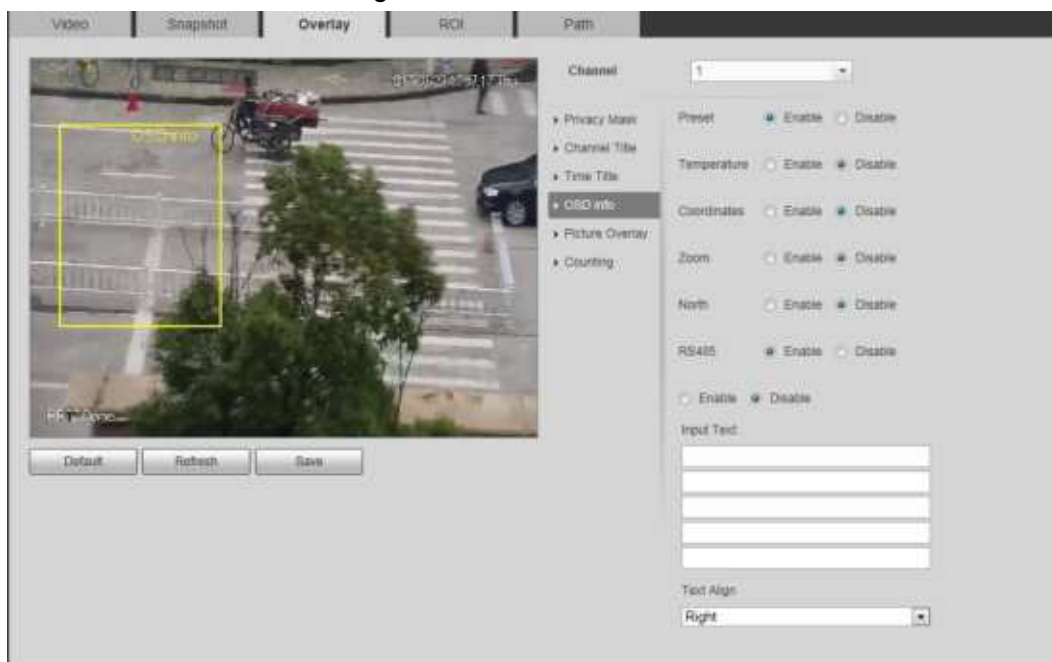 Video Snapshot Overlay ROI Path
Channel 1
Privacy Mask
Channel Title
Time Title
OSD info
Picture Overlay
Counting
Preset Enable Disable
Temperature Enable Disable
Coordinates Enable Disable
Zoom Enable Disable
North Enable Disable
RS485 Enable Disable
Enable Disable
Input Text
Text Align
Right
OSD info
Default Refresh Save